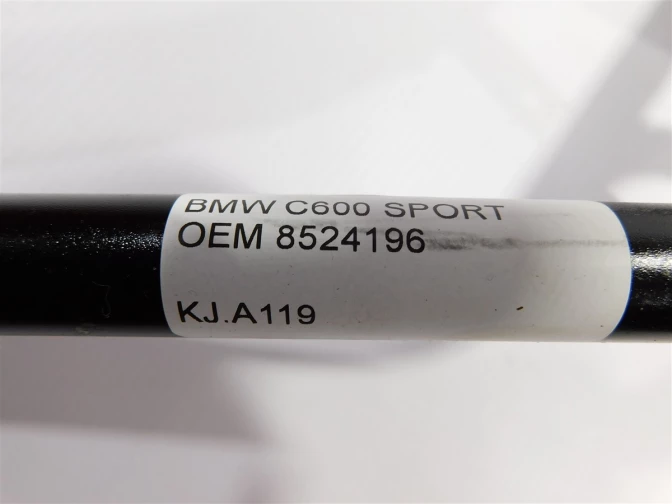 BMW C600 SPORT
OEM 8524196
KJ.A119